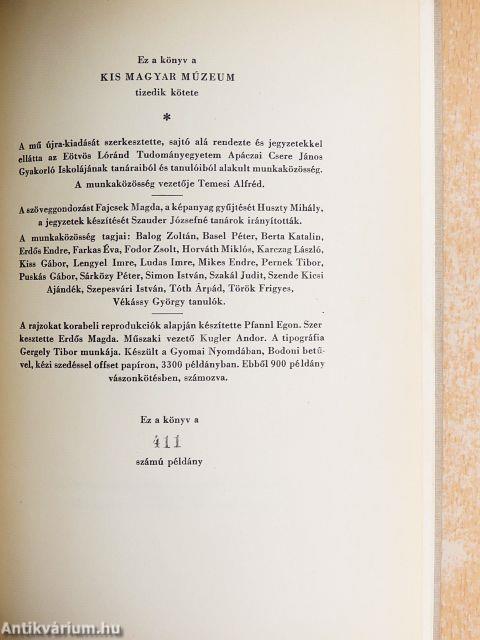 Ez a könyv a
KIS MAGYAR MÚZEUM
tizedik kötete
*
A mű újra-kiadását szerkesztette, sajtó alá rendezte és jegyzetekkel
ellátta az Eötvös Lóránd Tudományegyetem Apáczai Csere János
Gyakorló Iskolájának tanáraiból és tanulóiból alakult munkaközösség.
A munkaközösség vezetője Temesi Alfréd.
A szöveggondozást Fajcsek Magda, a képanyag gyűjtését Huszty Mihály,
a jegyzetek készítését Szauder Józsefné tanárok irányították.
A munkaközösség tagjai: Balog Zoltán, Basel Péter, Berta Katalin,
Erdős Endre, Farkas Éva, Fodor Zsolt, Horváth Miklós, Karczag László,
Kiss Gábor, Lengyel Imre, Ludas Imre, Mikes Endre, Pernek Tibor,
Puskás Gábor, Sárközy Péter, Simon István, Szakál Judit, Szende Kicsi
Ajándék, Szepesvári István, Tóth Árpád, Török Frigyes,
Vékássy György tanulók.
A rajzokat korabeli reprodukciók alapján készítette Pfannl Egon. Szer
kesztette Erdős Magda. Műszaki vezető Kugler Andor. A tipográfia
Gergely Tibor munkája. Készült a Gyomai Nyomdában, Bodoni betű-
vel, kézi szedéssel offset papíron, 3300 példányban. Ebből 900 példány
vászonkötésben, számozva.
Ez a könyv a
411
számú példány
Antikvárium.hu